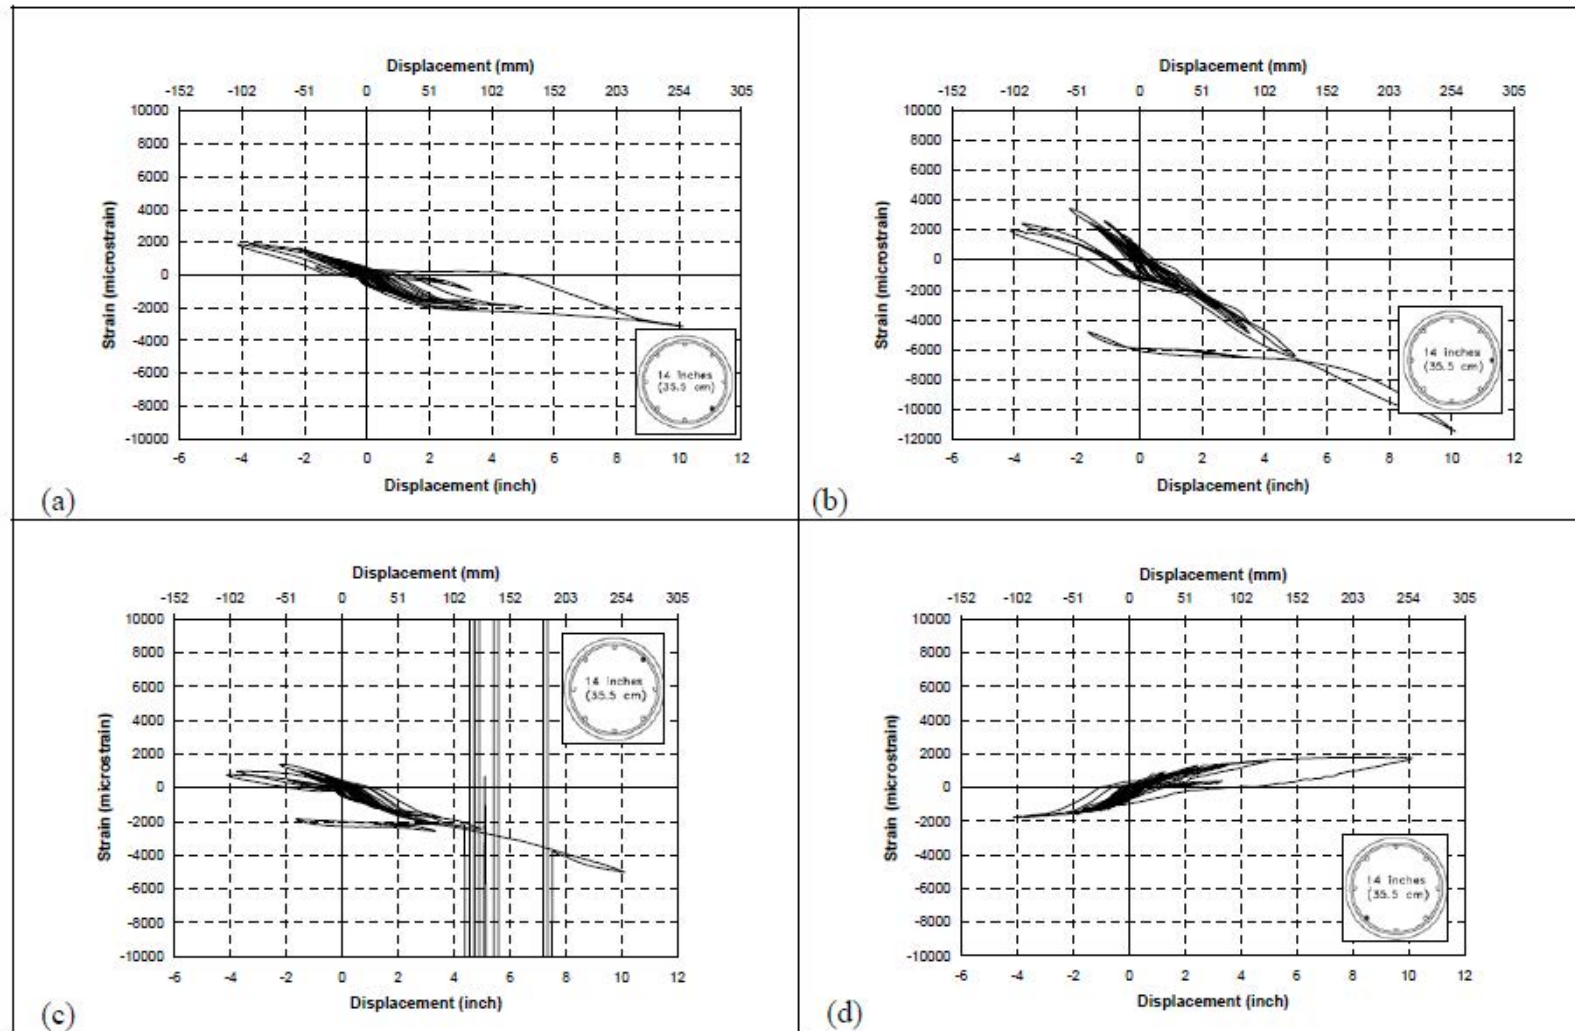 Displacement (mm)
-152 -102 -51 0 51 102 152 203 254 305
10000
8000
6000
4000
2000
0
-2000
-4000
-6000
-8000
-10000
Strain (microstrain)
14 inches
(35.5 cm)
-6 -4 -2 0 2 4 6 8 10 12
Displacement (inch)
(a)
Displacement (mm)
-152 -102 -51 0 51 102 152 203 254 305
10000
8000
6000
4000
2000
0
-2000
-4000
-6000
-8000
-10000
-12000
Strain (microstrain)
14 inches
(35.5 cm)
-6 -4 -2 0 2 4 6 8 10 12
Displacement (inch)
(b)
Displacement (mm)
-152 -102 -51 0 51 102 152 203 254 305
10000
8000
6000
4000
2000
0
-2000
-4000
-6000
-8000
-10000
Strain (microstrain)
14 inches
(35.5 cm)
-6 -4 -2 0 2 4 6 8 10 12
Displacement (inch)
(c)
Displacement (mm)
-152 -102 -51 0 51 102 152 203 254 305
10000
8000
6000
4000
2000
0
-2000
-4000
-6000
-8000
-10000
Strain (microstrain)
14 inches
(35.5 cm)
-6 -4 -2 0 2 4 6 8 10 12
Displacement (inch)
(d)